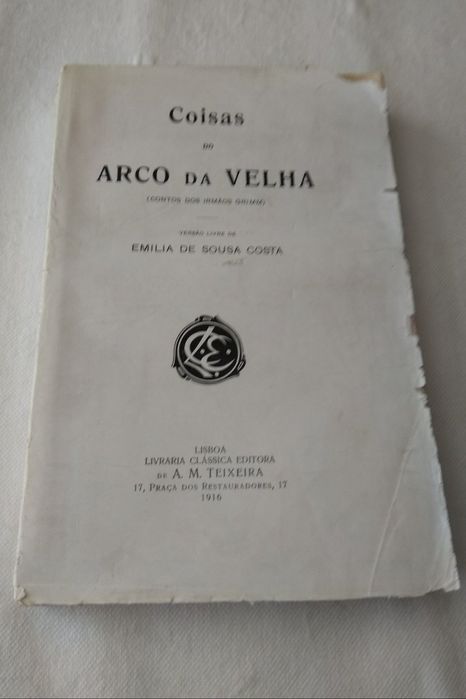 Coisas
DO
ARCO DA VELHA
(CONTOS DOS IRMÃOS GRIMM)
VERSÃO LIVRE DE
EMILIA DE SOUSA COSTA
LISBOA
LIVRARIA CLÁSSICA EDITORA
DE A. M. TEIXEIRA
17, PRAÇA DOS RESTAURADORES, 17
1916